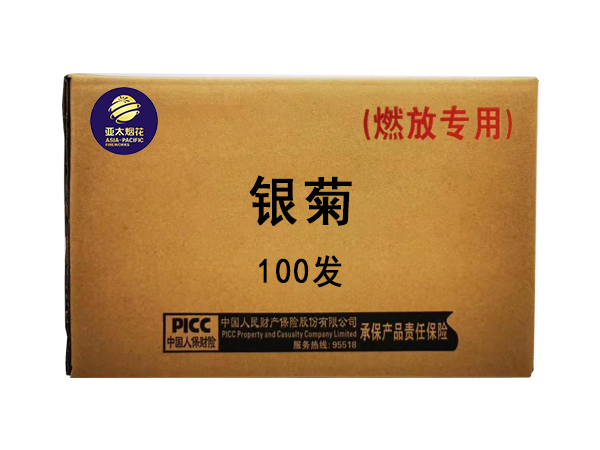 亚太烟花
ASIA-PACIFIC
FIREWORKS
(燃放专用)
银菊
100发
PICC
中国人保财险
中国人民财产保险股份有限公司
PICC Property and Casualty Company Limited
服务热线: 95518
承保产品责任保险